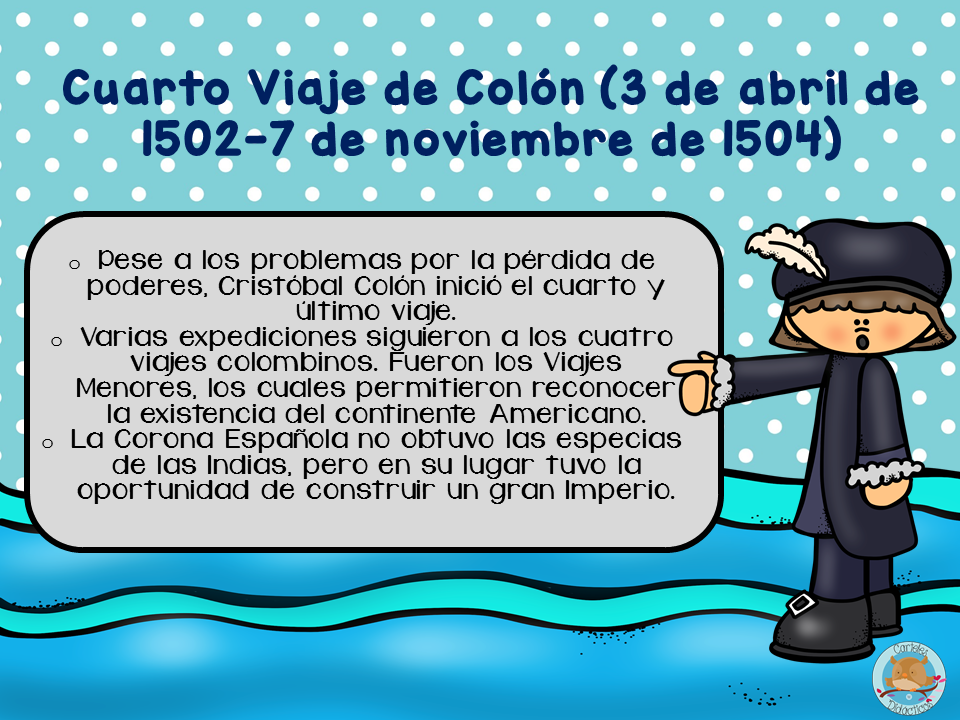 Cuarto Viaje de Colón (3 de abril de
1502-7 de noviembre de 1504)
o Pese a los problemas por la pérdida de
poderes, Cristóbal Colón inició el cuarto y
último viaje.
o Varias expediciones siguieron a los cuatro
viajes colombinos. Fueron los Viajes
Menores, los cuales permitieron reconocer
la existencia del continente Americano.
o La Corona Española no obtuvo las especias
de las Indias, pero en su lugar tuvo la
oportunidad de construir un gran Imperio.
Carteles
Didácticos